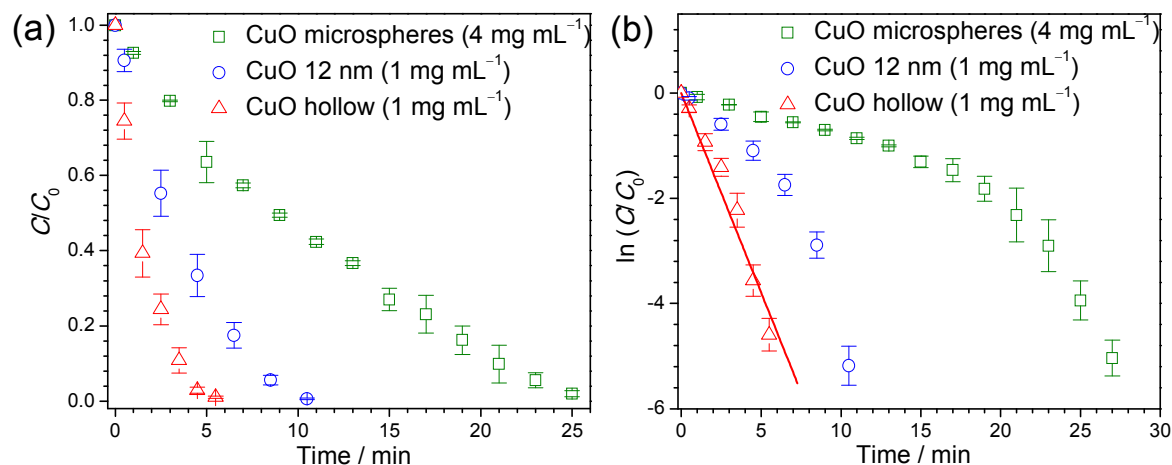 (a)
CuO microspheres (4 mg mL⁻¹)
CuO 12 nm (1 mg mL⁻¹)
CuO hollow (1 mg mL⁻¹)
1.0
0.8
0.6
0.4
0.2
0.0
C/C₀
0 5 10 15 20 25
Time / min
(b)
CuO microspheres (4 mg mL⁻¹)
CuO 12 nm (1 mg mL⁻¹)
CuO hollow (1 mg mL⁻¹)
0
-2
-4
-6
ln (C/C₀)
0 5 10 15 20 25 30
Time / min